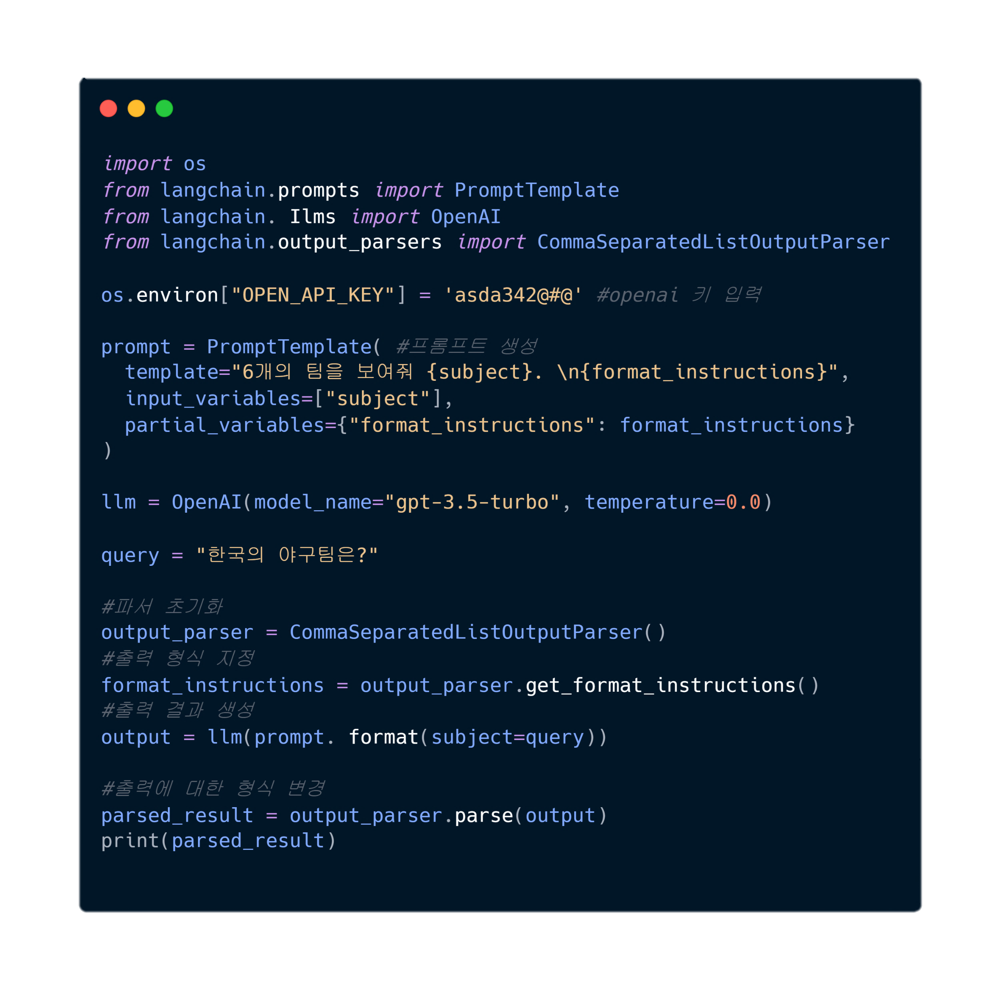 import os
from langchain.prompts import PromptTemplate
from langchain. Ilms import OpenAI
from langchain.output_parsers import CommaSeparatedListOutputParser
os.environ["OPEN_API_KEY"] = 'asda342@#@' #openai 키 입력
prompt = PromptTemplate( #프롬프트 생성
  template="6개의 팀을 보여줘 {subject}. \n{format_instructions}",
  input_variables=["subject"],
  partial_variables={"format_instructions": format_instructions}
)
llm = OpenAI(model_name="gpt-3.5-turbo", temperature=0.0)
query = "한국의 야구팀은?"
#파서 초기화
output_parser = CommaSeparatedListOutputParser()
#출력 형식 지정
format_instructions = output_parser.get_format_instructions()
#출력 결과 생성
output = llm(prompt. format(subject=query))
#출력에 대한 형식 변경
parsed_result = output_parser.parse(output)
print(parsed_result)